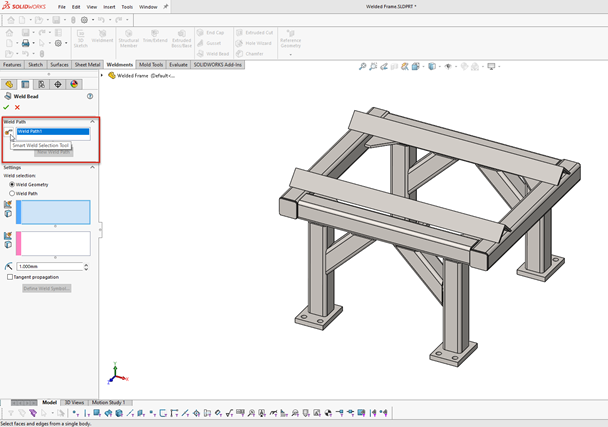 SOLIDWORKS File Edit View Insert Tools Window
Welded Frame.SLDPRT *
Sketch
Weldment
Structural Member
Trim/Extend
Extruded Boss/Base
End Cap
Gusset
Weld Bead
Extruded Cut
Hole Wizard
Chamfer
Reference Geometry
Features Sketch Surfaces Sheet Metal Weldments Mold Tools Evaluate SOLIDWORKS Add-Ins
Welded Frame (Default<...
Weld Bead
Weld Path
Weld Path1
Smart Weld Selection Tool
New Weld Path
Settings
Weld selection:
Weld Geometry
Weld Path
1.000mm
Tangent propagation
Define Weld Symbol...
Model 3D Views Motion Study 1
Select faces and edges from a single body.